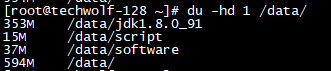 [root@techwolf-128 ~]# du -hd 1 /data/
353M /data/jdk1.8.0_91
15M /data/script
37M /data/software
594M /data/